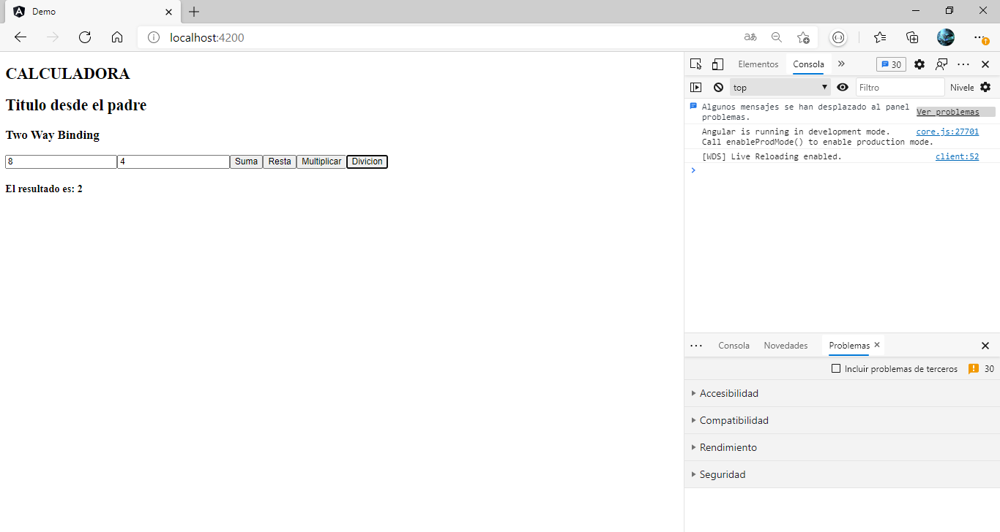 Demo
localhost:4200
CALCULADORA
Titulo desde el padre
Two Way Binding
8 4 Suma Resta Multiplicar Divicion
El resultado es: 2
Elementos Consola 30
top Filtro Nivele
Algunos mensajes se han desplazado al panel problemas. Ver problemas
Angular is running in development mode. core.js:27701
Call enableProdMode() to enable production mode.
[WDS] Live Reloading enabled. client:52
Consola Novedades Problemas
Incluir problemas de terceros 30
Accesibilidad
Compatibilidad
Rendimiento
Seguridad